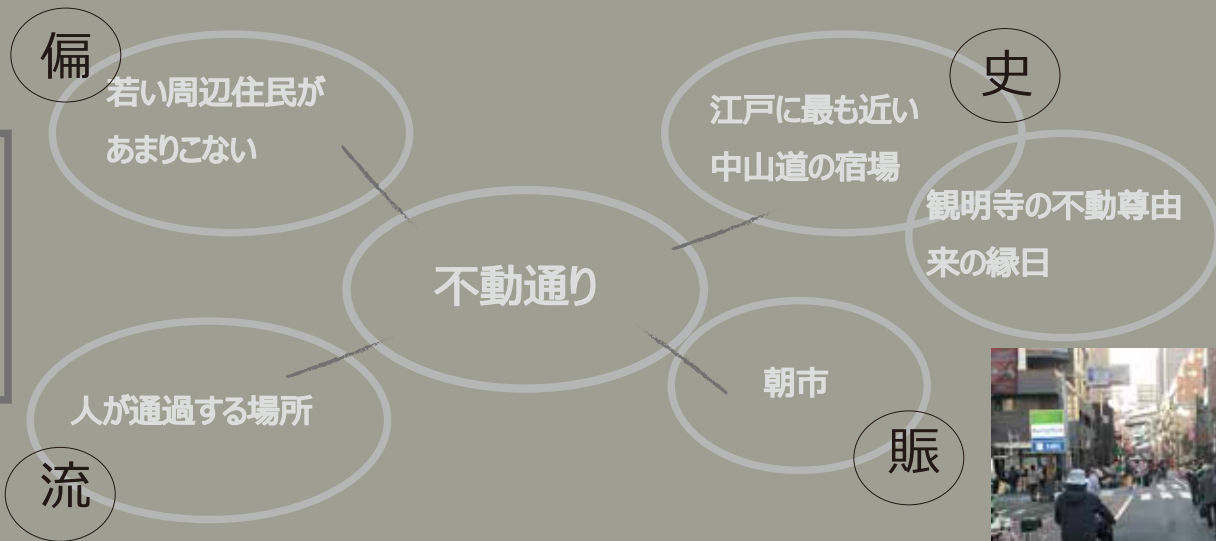 偏
若い周辺住民が
あまりこない
史
江戸に最も近い
中山道の宿場
観明寺の不動尊由
来の縁日
不動通り
人が通過する場所
流
朝市
賑